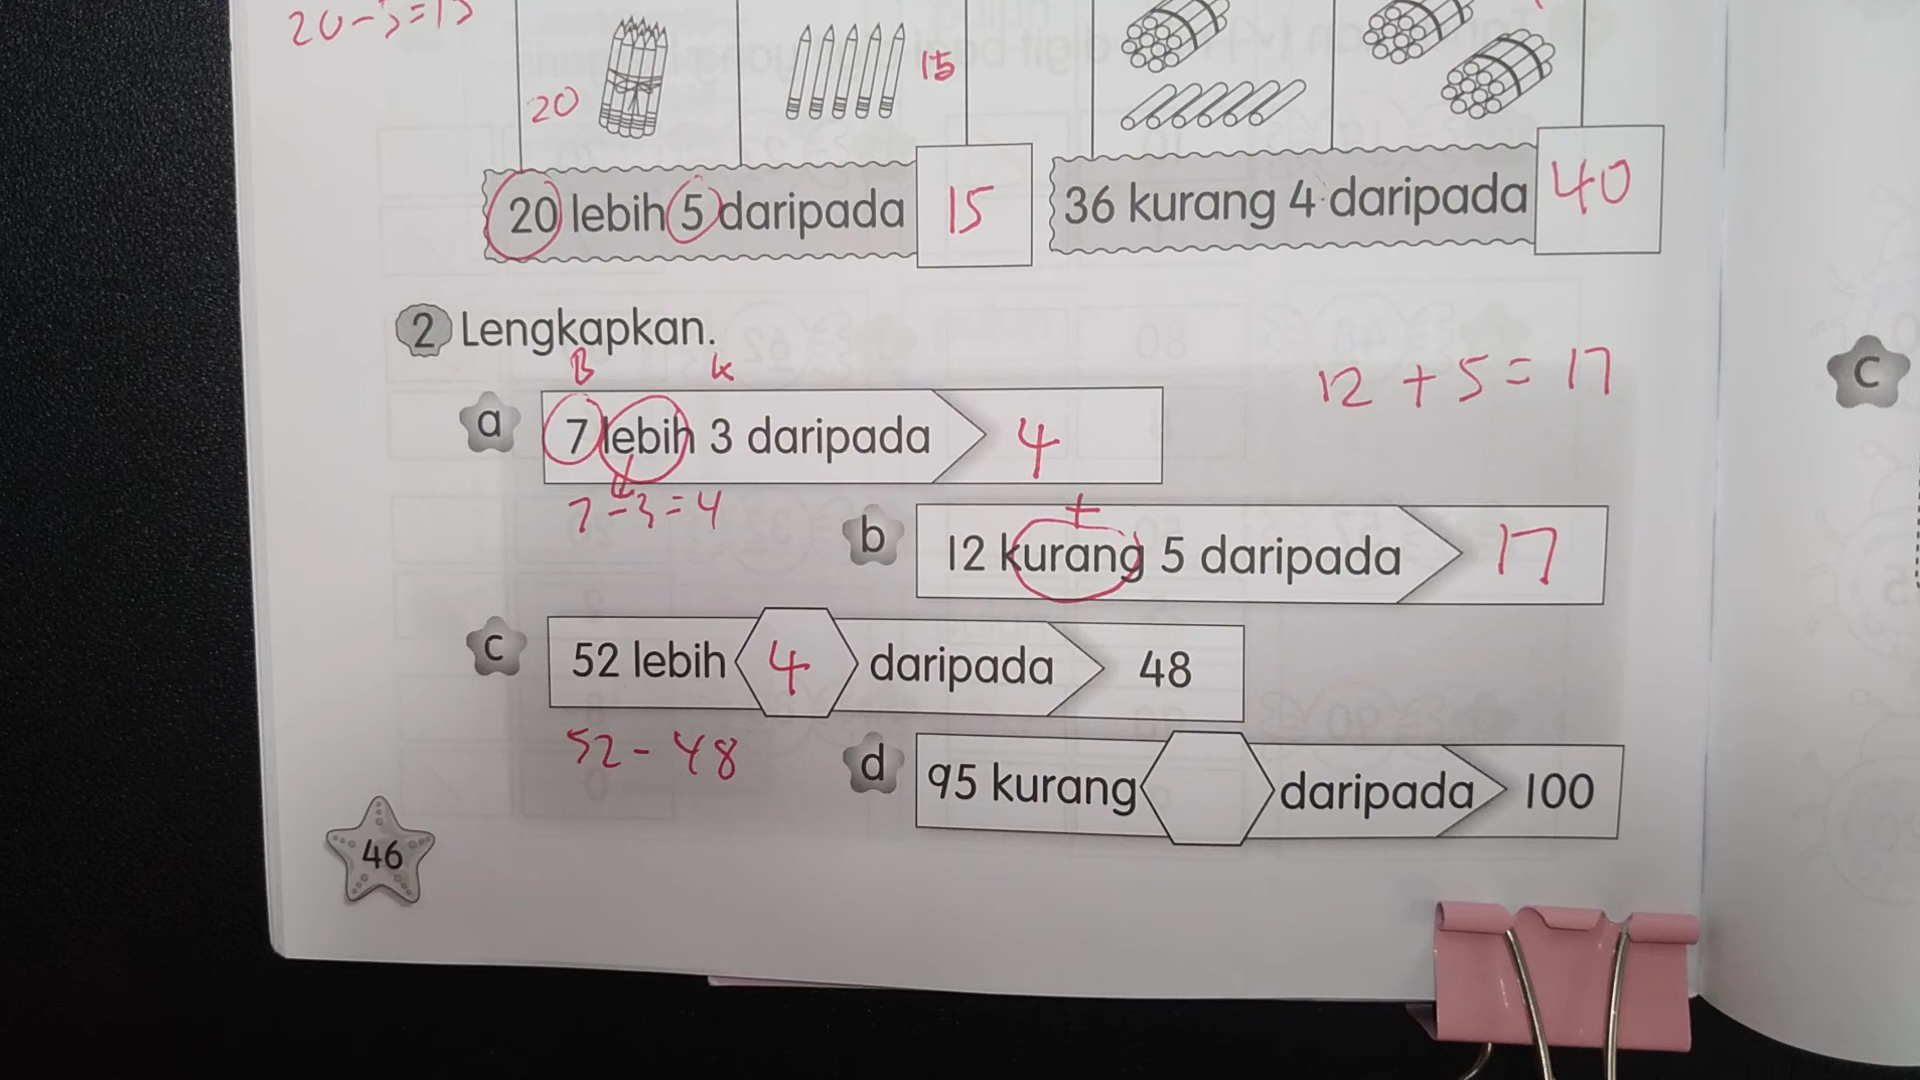 20-5=15
20
15
20 lebih 5 daripada 15
36 kurang 4 daripada 40
2 Lengkapkan.
B k
12 + 5 = 17
a 7 lebih 3 daripada 4
7-3=4
+
b 12 kurang 5 daripada 17
c 52 lebih 4 daripada 48
52-48
d 95 kurang daripada 100
46
C